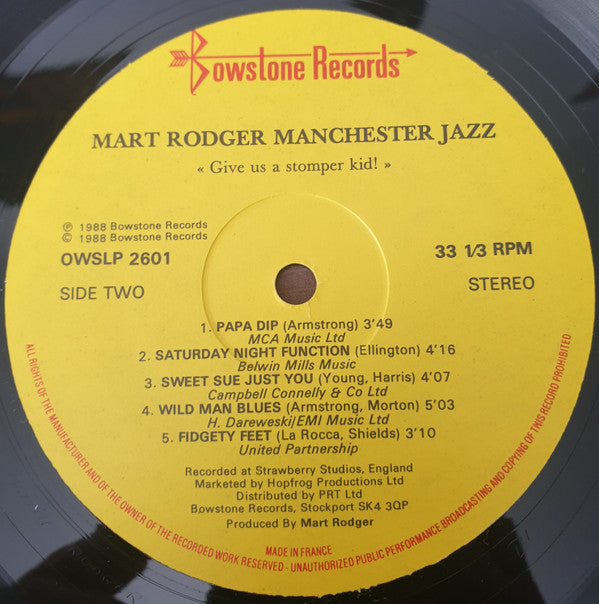 Bowstone Records
MART RODGER MANCHESTER JAZZ
« Give us a stomper kid! »
℗ 1988 Bowstone Records
© 1988 Bowstone Records
OWSLP 2601
33 1/3 RPM
SIDE TWO
STEREO
1. PAPA DIP (Armstrong) 3'49
MCA Music Ltd
2. SATURDAY NIGHT FUNCTION (Ellington) 4'16
Belwin Mills Music
3. SWEET SUE JUST YOU (Young, Harris) 4'07
Campbell Connelly & Co Ltd
4. WILD MAN BLUES (Armstrong, Morton) 5'03
H. Dareweski/EMI Music Ltd
5. FIDGETY FEET (La Rocca, Shields) 3'10
United Partnership
Recorded at Strawberry Studios, England
Marketed by Hopfrog Productions Ltd
Distributed by PRT Ltd
Bowstone Records, Stockport SK4 3QP
Produced By Mart Rodger
MADE IN FRANCE
ALL RIGHTS OF THE MANUFACTURER AND OF THE OWNER OF THE RECORDED WORK RESERVED - UNAUTHORIZED PUBLIC PERFORMANCE BROADCASTING AND COPYING OF THIS RECORD PROHIBITED